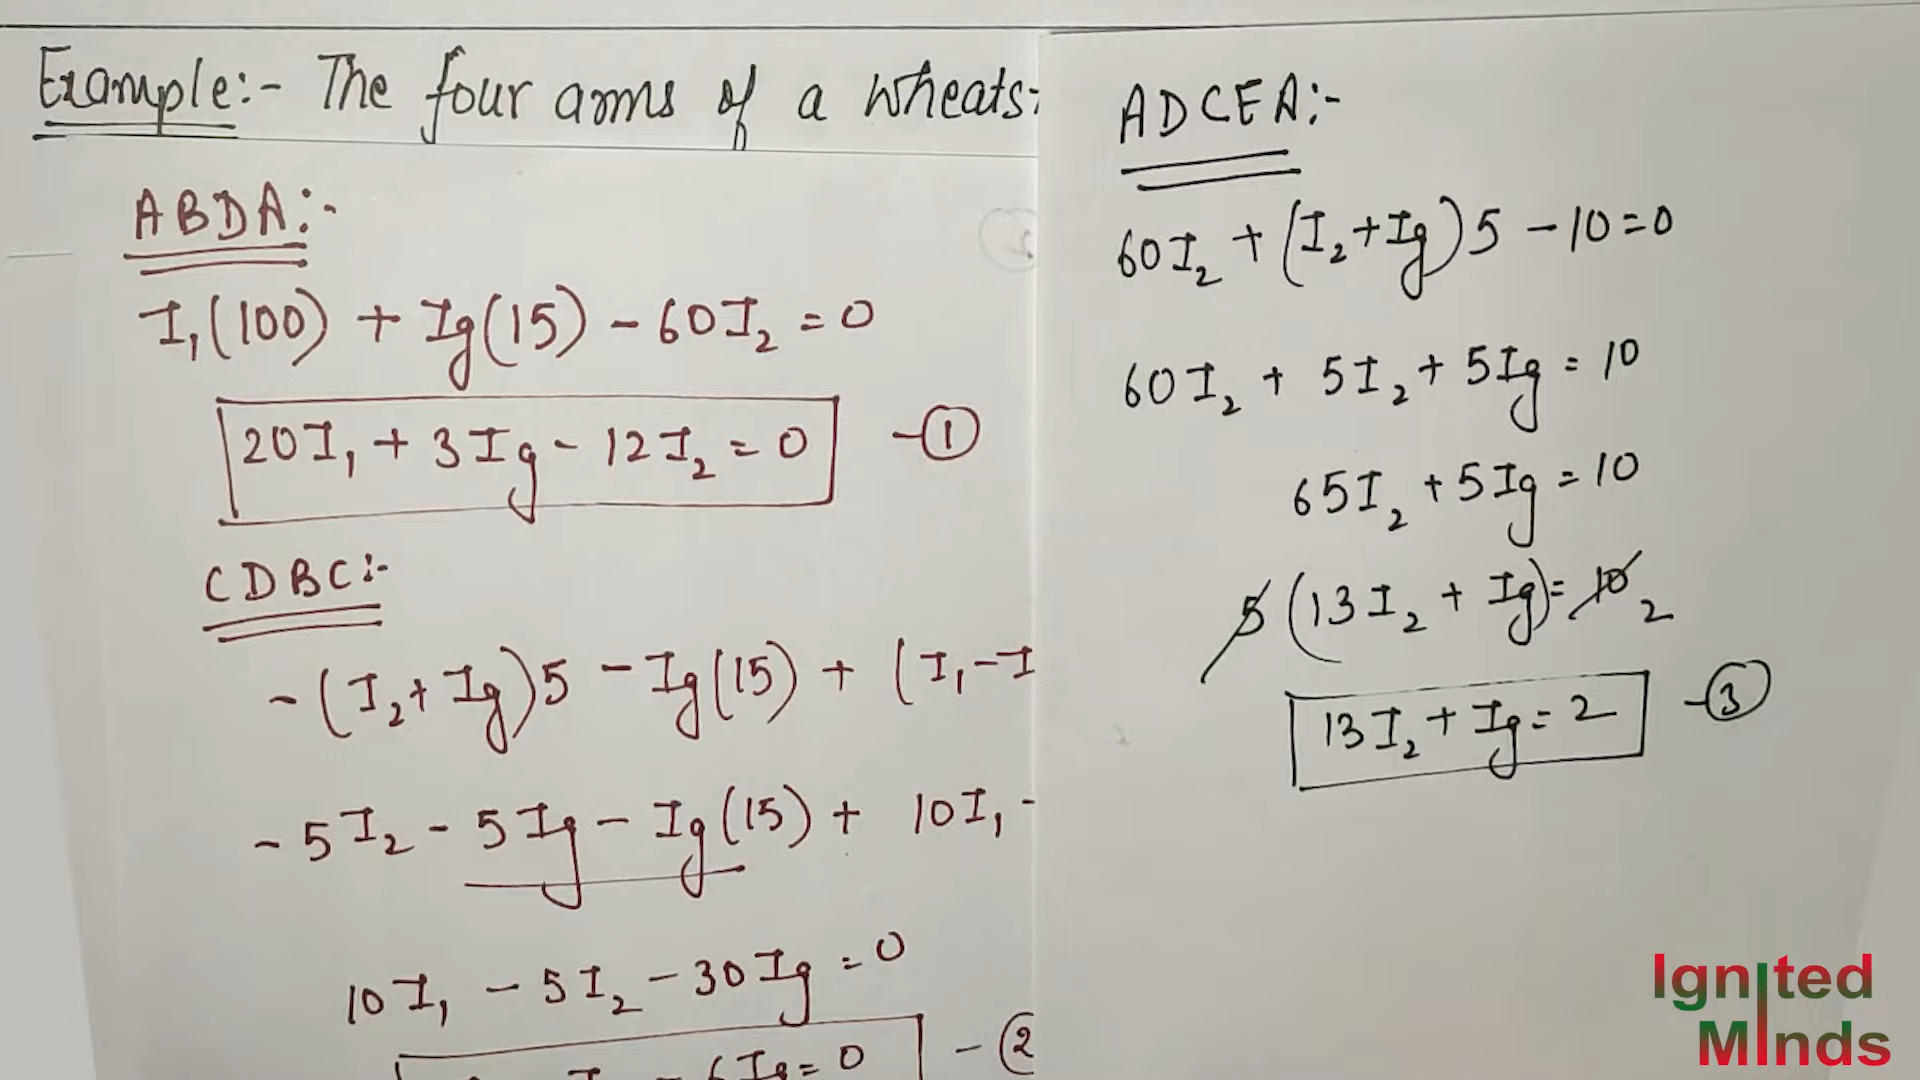 Example:- The four arms of a wheats-
ABDA:-
I₁(100) + Ig(15) - 60I₂ = 0
20I₁ + 3Ig - 12I₂ = 0 -①
CDBC:-
-(I₂+Ig)5 - Ig(15) + (I₁-I
-5I₂ - 5Ig - Ig(15) + 10I₁ -
10I₁ - 5I₂ - 30Ig = 0
6Ig = 0 -②
ADCEA:-
60I₂ + (I₂+Ig)5 - 10 = 0
60I₂ + 5I₂ + 5Ig = 10
65I₂ + 5Ig = 10
5(13I₂ + Ig) = 10 2
13I₂ + Ig = 2 -③
Ignited
Minds